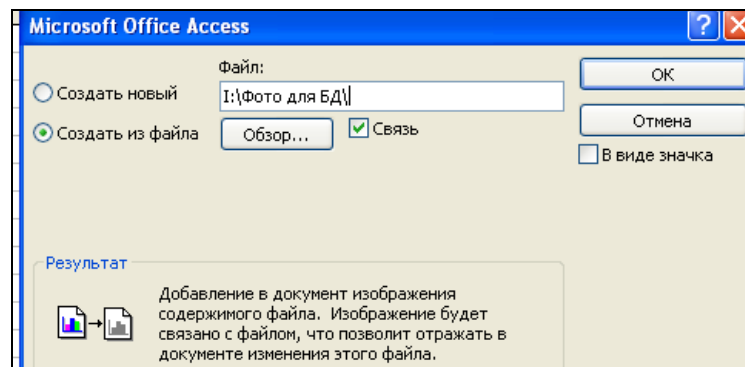 Microsoft Office Access
Файл:
Создать новый
I:\Фото для БД\
ОК
Создать из файла
Обзор...
Связь
Отмена
В виде значка
Результат
Добавление в документ изображения
содержимого файла. Изображение будет
связано с файлом, что позволит отражать в
документе изменения этого файла.